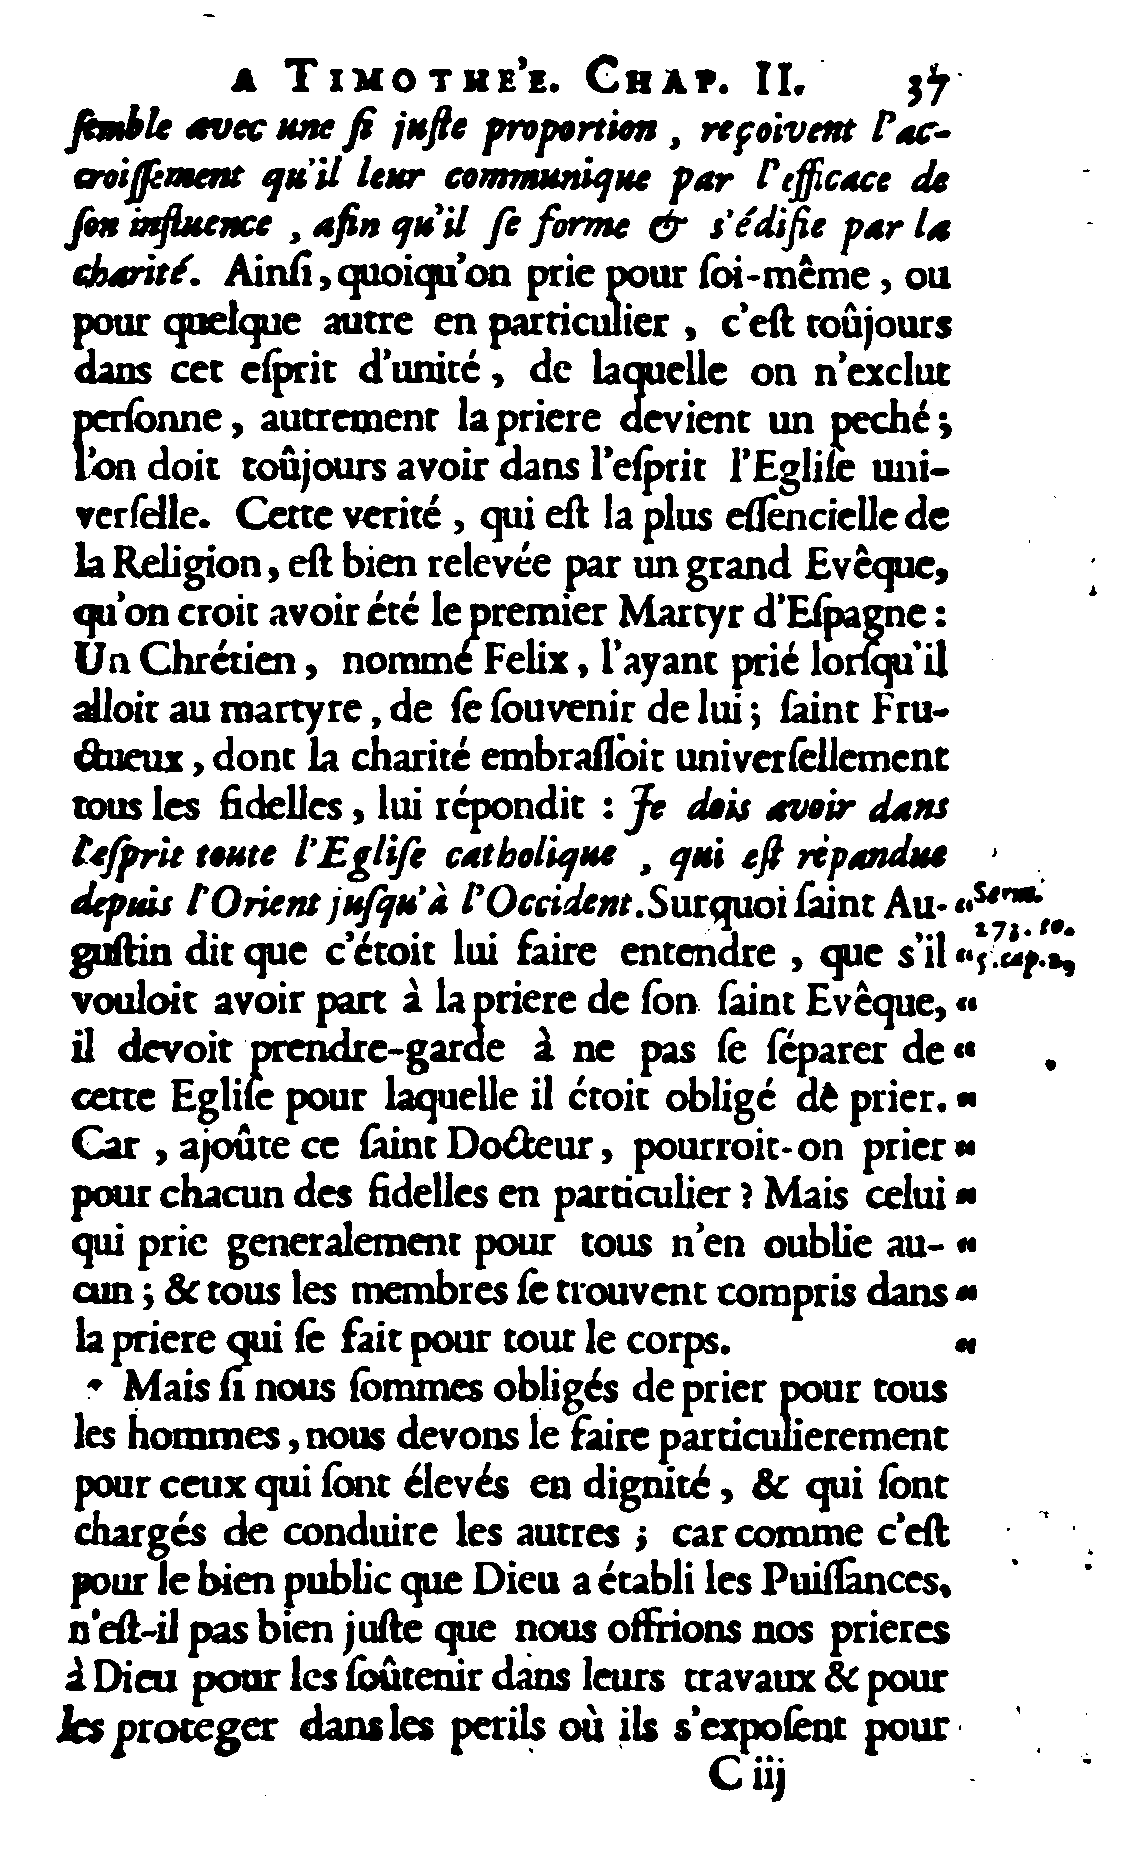 A TIMOTHE'E. CHAP. II. 37
ſemble avec une ſi juſte proportion, reçoivent l'ac-
croiſſement qu'il leur communique par l'efficace de
ſon influence, afin qu'il ſe forme & s'édifie par la
charité. Ainſi, quoiqu'on prie pour ſoi-même, ou
pour quelque autre en particulier, c'eſt toûjours
dans cet eſprit d'unité, de laquelle on n'exclut
perſonne, autrement la priere devient un peché;
l'on doit toûjours avoir dans l'eſprit l'Egliſe uni-
verſelle. Cette verité, qui eſt la plus eſſencielle de
la Religion, eſt bien relevée par un grand Evêque,
qu'on croit avoir été le premier Martyr d'Eſpagne:
Un Chrétien, nommé Felix, l'ayant prié lorſqu'il
alloit au martyre, de ſe ſouvenir de lui; ſaint Fru-
ctueux, dont la charité embraſſoit univerſellement
tous les fidelles, lui répondit: Je dois avoir dans
l'eſprit toute l'Egliſe catholique, qui eſt répandue
depuis l'Orient juſqu'à l'Occident. Surquoi ſaint Au- “ Serm.
273. to.
guſtin dit que c'étoit lui faire entendre, que s'il “ 5. cap. 2,
vouloit avoir part à la priere de ſon ſaint Evêque, “
il devoit prendre-garde à ne pas ſe ſéparer de “
cette Egliſe pour laquelle il étoit obligé de prier. “
Car, ajoûte ce ſaint Docteur, pourroit-on prier “
pour chacun des fidelles en particulier? Mais celui “
qui prie generalement pour tous n'en oublie au- “
cun; & tous les membres ſe trouvent compris dans “
la priere qui ſe fait pour tout le corps. “
Mais ſi nous ſommes obligés de prier pour tous
les hommes, nous devons le faire particulierement
pour ceux qui ſont élevés en dignité, & qui ſont
chargés de conduire les autres; car comme c'eſt
pour le bien public que Dieu a établi les Puiſſances,
n'eſt-il pas bien juſte que nous offrions nos prieres
à Dieu pour les ſoûtenir dans leurs travaux & pour
les proteger dans les perils où ils s'expoſent pour
C iij